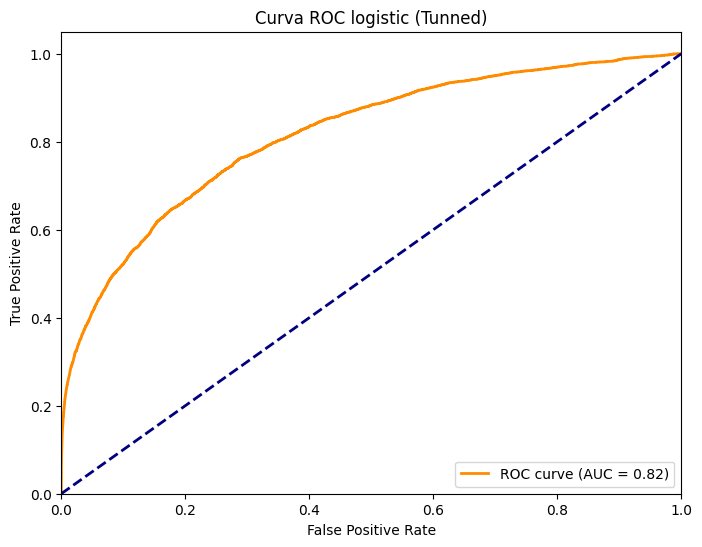 Curva ROC logistic (Tunned)
1.0
0.8
0.6
0.4
0.2
0.0
True Positive Rate
ROC curve (AUC = 0.82)
0.0 0.2 0.4 0.6 0.8 1.0
False Positive Rate